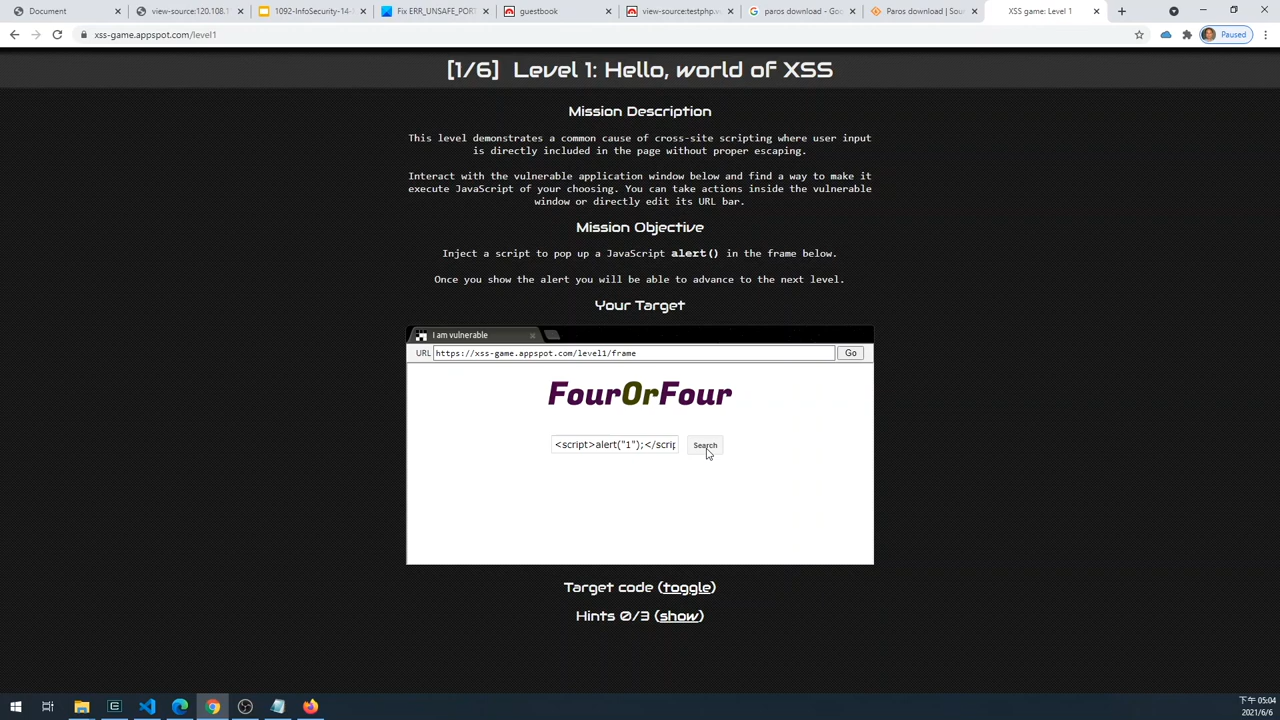 Document
view-source:120.108.1
1092-InfoSecurity-14-
Fix ERR_UNSAFE_PORT
guestbook
view-source:testphp.w
paros download - Goo
Paros download | Sour
XSS game: Level 1
xss-game.appspot.com/level1
Paused
[1/6] Level 1: Hello, world of XSS
Mission Description
This level demonstrates a common cause of cross-site scripting where user input
is directly included in the page without proper escaping.
Interact with the vulnerable application window below and find a way to make it
execute JavaScript of your choosing. You can take actions inside the vulnerable
window or directly edit its URL bar.
Mission Objective
Inject a script to pop up a JavaScript alert() in the frame below.
Once you show the alert you will be able to advance to the next level.
Your Target
I am vulnerable
URL https://xss-game.appspot.com/level1/frame Go
FourOrFour
<script>alert("1");</scrip Search
Target code (toggle)
Hints 0/3 (show)
下午 05:04
2021/6/6